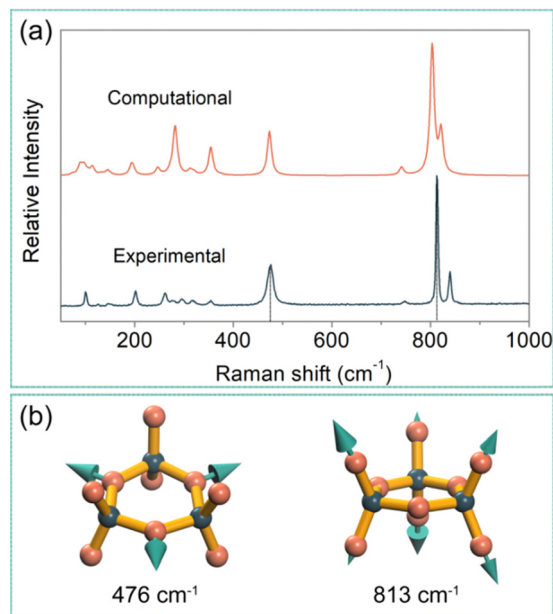 (a)
Relative Intensity
Computational
Experimental
200 400 600 800 1000
Raman shift (cm⁻¹)
(b)
476 cm⁻¹ 813 cm⁻¹